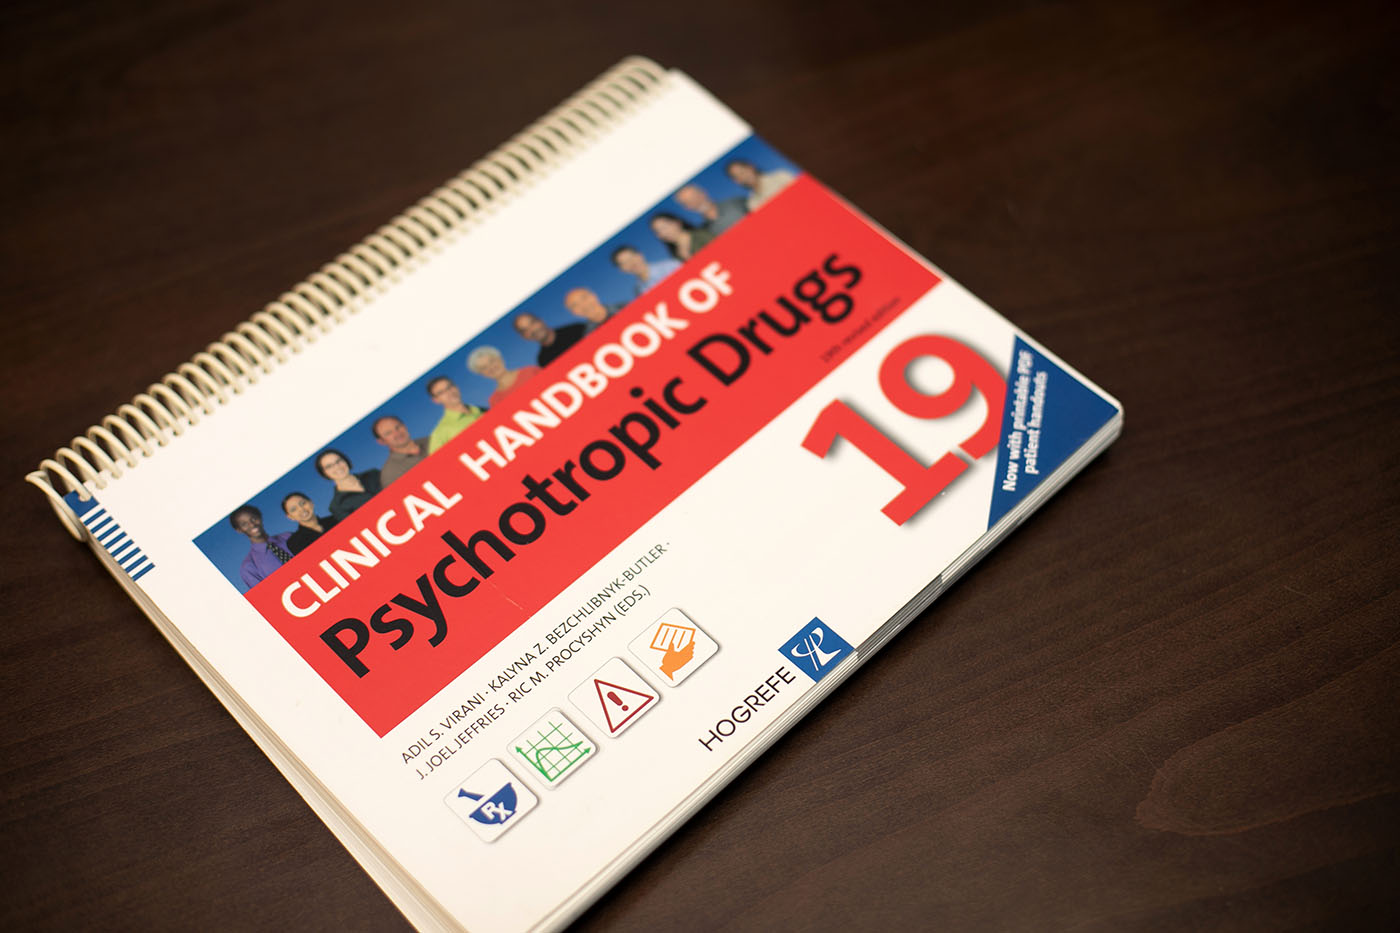 CLINICAL HANDBOOK OF
Psychotropic Drugs
19th revised edition
19
Now with printable PDF
patient handouts
ADIL S. VIRANI · KALYNA Z. BEZCHLIBNYK-BUTLER ·
J. JOEL JEFFRIES · RIC M. PROCYSHYN (EDS.)
Rx
HOGREFE